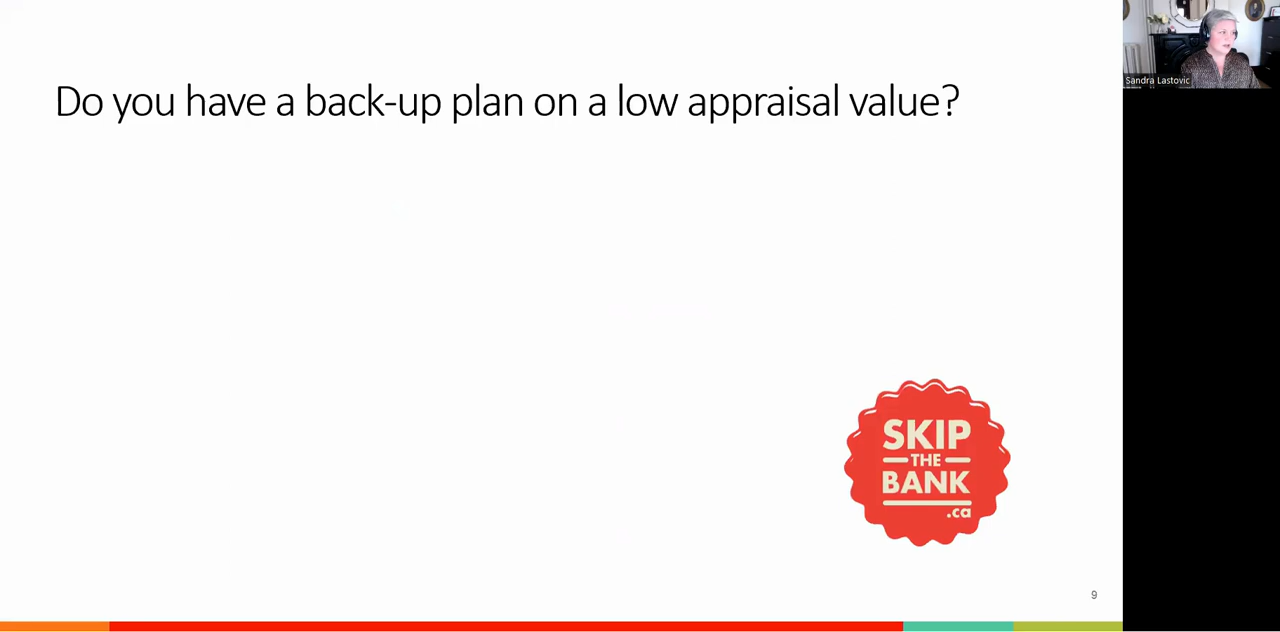 Do you have a back-up plan on a low appraisal value?
Sandra Lastovic
SKIP
THE
BANK
.ca
9